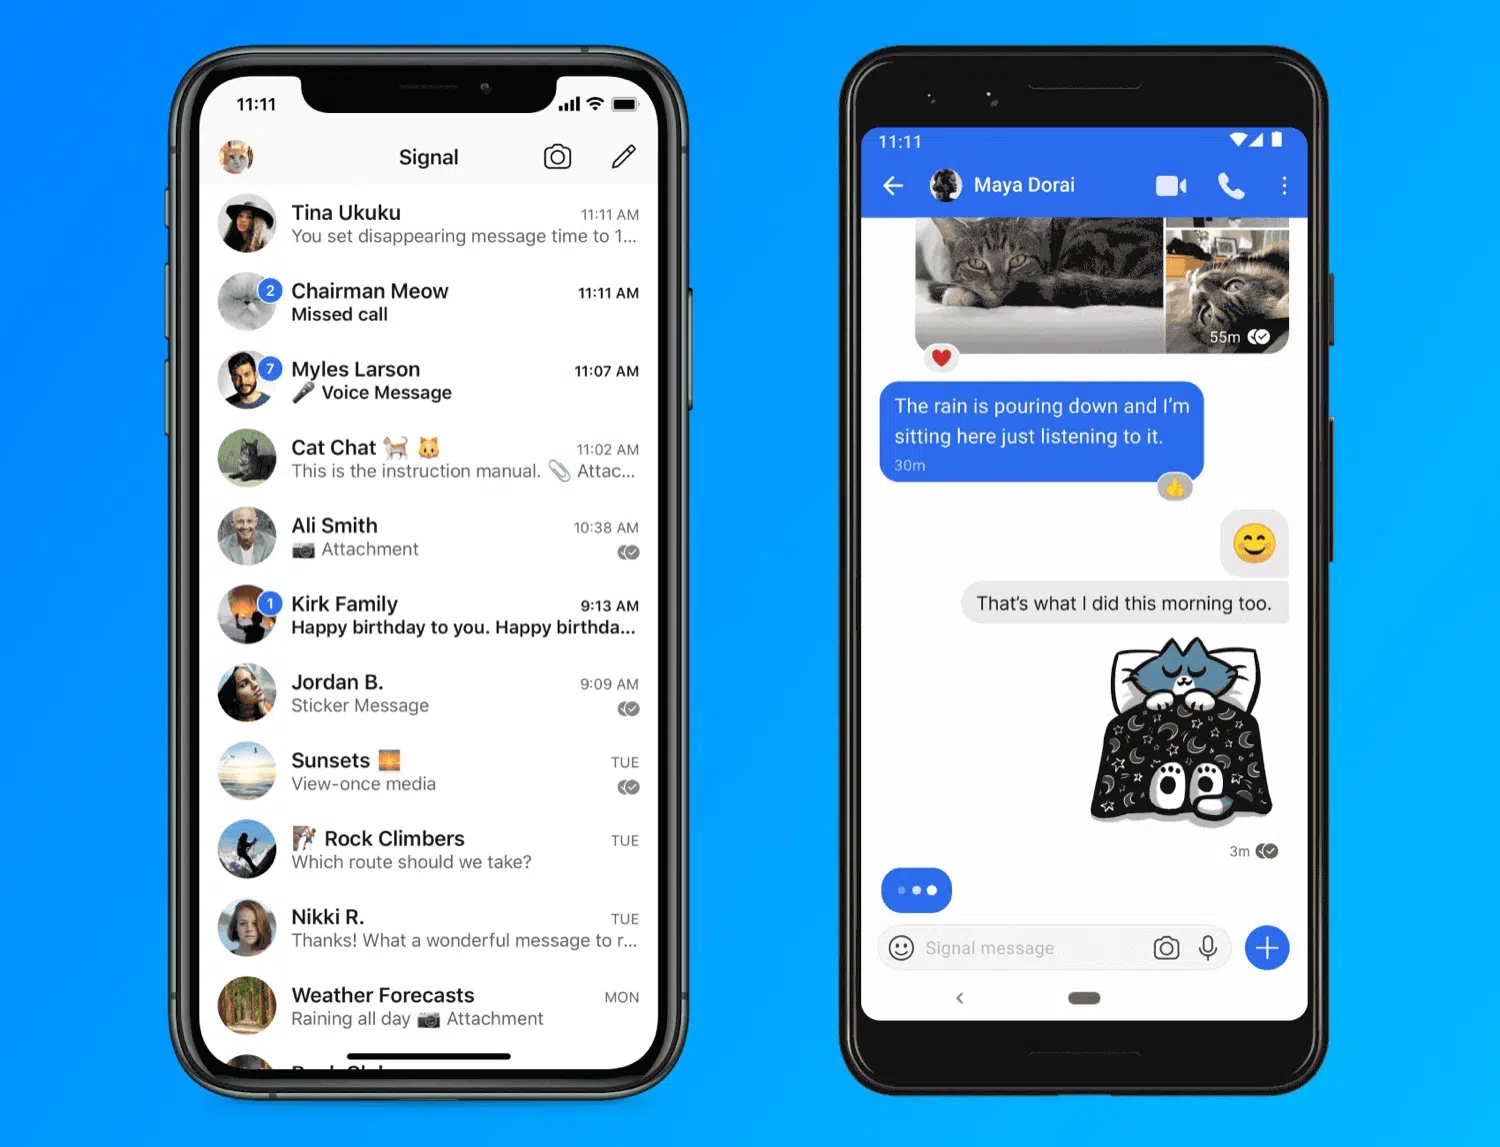 11:11
Signal
Tina Ukuku 11:11 AM
You set disappearing message time to 1...
2
Chairman Meow 11:11 AM
Missed call
7
Myles Larson 11:07 AM
🎤 Voice Message
Cat Chat 🐈 🐱 11:02 AM
This is the instruction manual. 📎 Attac...
Ali Smith 10:38 AM
📷 Attachment
1
Kirk Family 9:13 AM
Happy birthday to you. Happy birthda...
Jordan B. 9:09 AM
Sticker Message
Sunsets 🌅 TUE
View-once media
🧗 Rock Climbers TUE
Which route should we take?
Nikki R. TUE
Thanks! What a wonderful message to r...
Weather Forecasts MON
Raining all day 📷 Attachment
11:11
Maya Dorai
55m
The rain is pouring down and I’m
sitting here just listening to it.
30m
That’s what I did this morning too.
3m
Signal message